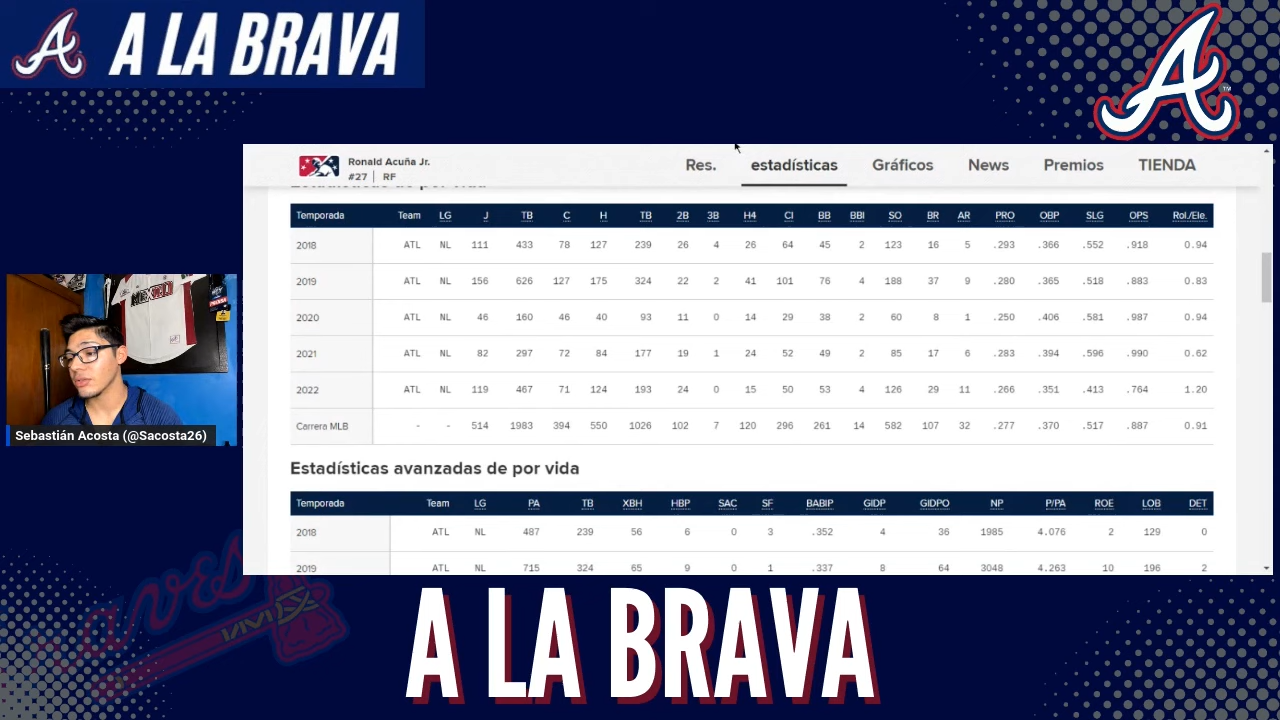 A LA BRAVA
Ronald Acuña Jr.
#27 | RF
Res. estadísticas Gráficos News Premios TIENDA
Estadísticas de por vida
Temporada Team LG J TB C H TB 2B 3B H4 CI BB BBI SO BR AR PRO OBP SLG OPS Rol./Ele.
2018 ATL NL 111 433 78 127 239 26 4 26 64 45 2 123 16 5 .293 .366 .552 .918 0.94
2019 ATL NL 156 626 127 175 324 22 2 41 101 76 4 188 37 9 .280 .365 .518 .883 0.83
2020 ATL NL 46 160 46 40 93 11 0 14 29 38 2 60 8 1 .250 .406 .581 .987 0.94
2021 ATL NL 82 297 72 84 177 19 1 24 52 49 2 85 17 6 .283 .394 .596 .990 0.62
2022 ATL NL 119 467 71 124 193 24 0 15 50 53 4 126 29 11 .266 .351 .413 .764 1.20
Carrera MLB - - 514 1983 394 550 1026 102 7 120 296 261 14 582 107 32 .277 .370 .517 .887 0.91
Estadísticas avanzadas de por vida
Temporada Team LG PA TB XBH HBP SAC SF BABIP GIDP GIDPO NP P/PA ROE LOB DET
2018 ATL NL 487 239 56 6 0 3 .352 4 36 1985 4.076 2 129 0
2019 ATL NL 715 324 65 9 0 1 .337 8 64 3048 4.263 10 196 2
MEXICO
Sebastián Acosta (@Sacosta26)
A LA BRAVA